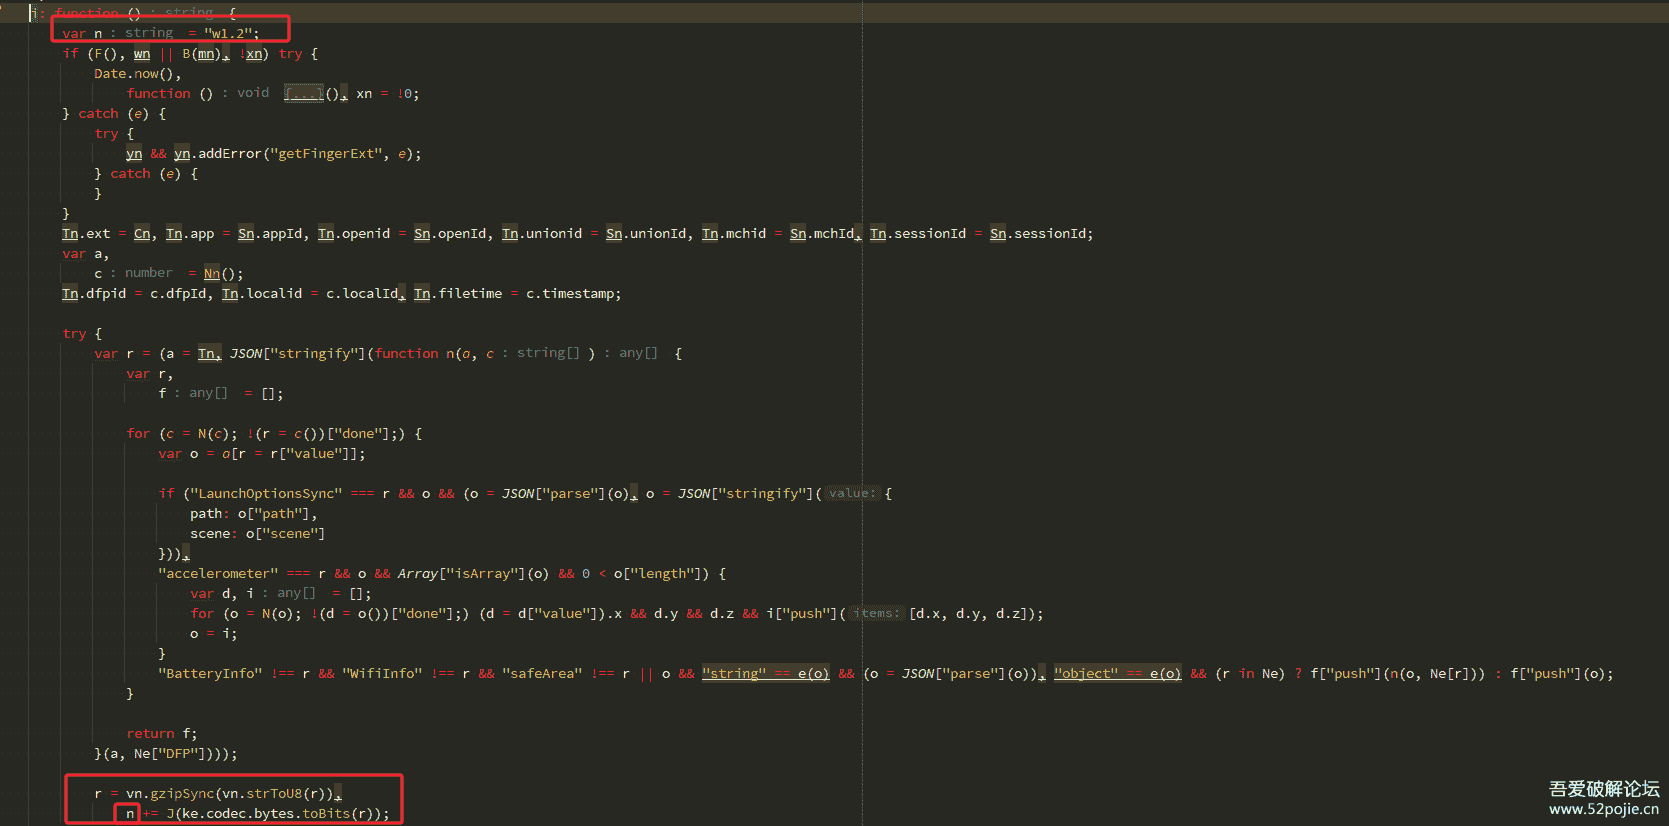 i: function () : string {
var n : string = "w1.2";
if (F(), wn || B(mn), !xn) try {
Date.now(),
function () : void {...}(), xn = !0;
} catch (e) {
try {
yn && yn.addError("getFingerExt", e);
} catch (e) {
}
}
Tn.ext = Cn, Tn.app = Sn.appId, Tn.openid = Sn.openId, Tn.unionid = Sn.unionId, Tn.mchid = Sn.mchId, Tn.sessionId = Sn.sessionId;
var a,
c : number = Nn();
Tn.dfpid = c.dfpId, Tn.localid = c.localId, Tn.filetime = c.timestamp;
try {
var r = (a = Tn, JSON["stringify"](function n(a, c : string[] ) : any[] {
var r,
f : any[] = [];
for (c = N(c); !(r = c())["done"];) {
var o = a[r = r["value"]];
if ("LaunchOptionsSync" === r && o && (o = JSON["parse"](o), o = JSON["stringify"]( value: {
path: o["path"],
scene: o["scene"]
})),
"accelerometer" === r && o && Array["isArray"](o) && 0 < o["length"]) {
var d, i : any[] = [];
for (o = N(o); !(d = o())["done"];) (d = d["value"]).x && d.y && d.z && i["push"]( items: [d.x, d.y, d.z]);
o = i;
}
"BatteryInfo" !== r && "WifiInfo" !== r && "safeArea" !== r || o && "string" == e(o) && (o = JSON["parse"](o)), "object" == e(o) && (r in Ne) ? f["push"](n(o, Ne[r])) : f["push"](o);
}
return f;
}(a, Ne["DFP"])));
r = vn.gzipSync(vn.strToU8(r)),
n += J(ke.codec.bytes.toBits(r));
吾爱破解论坛
www.52pojie.cn